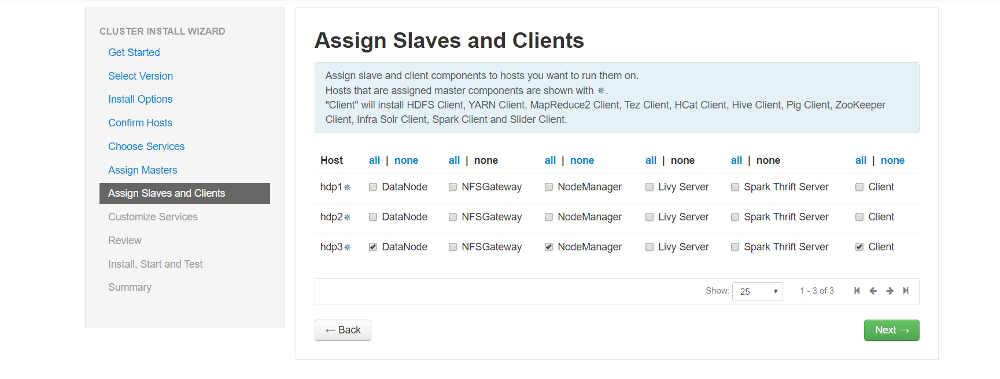 CLUSTER INSTALL WIZARD
Get Started
Select Version
Install Options
Confirm Hosts
Choose Services
Assign Masters
Assign Slaves and Clients
Customize Services
Review
Install, Start and Test
Summary
Assign Slaves and Clients
Assign slave and client components to hosts you want to run them on.
Hosts that are assigned master components are shown with ✵.
"Client" will install HDFS Client, YARN Client, MapReduce2 Client, Tez Client, HCat Client, Hive Client, Pig Client, ZooKeeper
Client, Infra Solr Client, Spark Client and Slider Client.
Host all | none all | none all | none all | none all | none all | none
hdp1✵ DataNode NFSGateway NodeManager Livy Server Spark Thrift Server Client
hdp2✵ DataNode NFSGateway NodeManager Livy Server Spark Thrift Server Client
hdp3✵ DataNode NFSGateway NodeManager Livy Server Spark Thrift Server Client
Show: 25 1 - 3 of 3
← Back
Next →